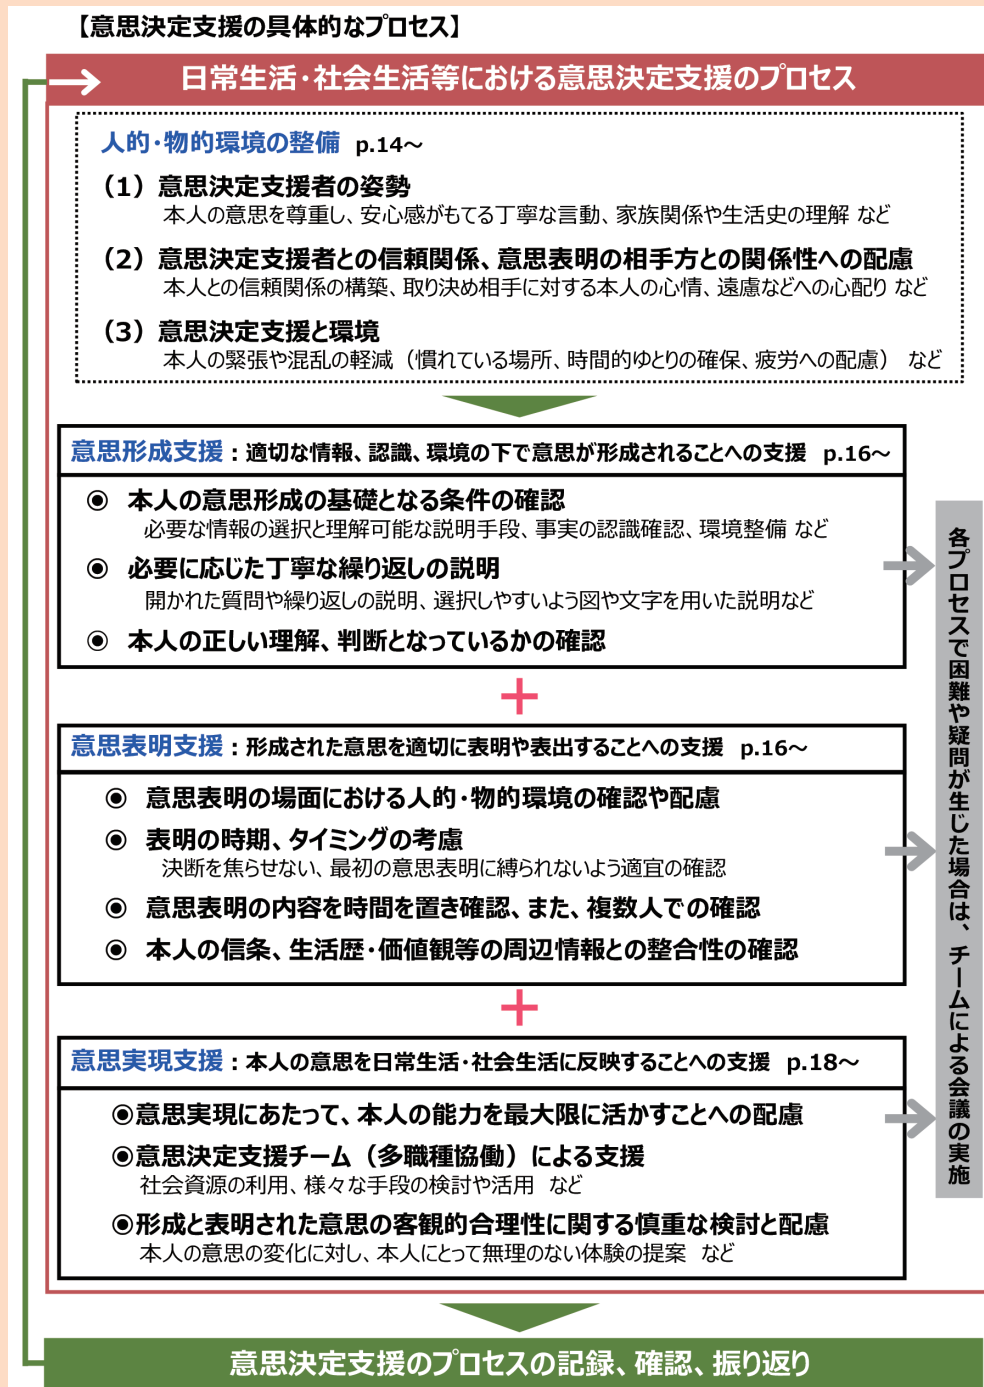 【意思決定支援の具体的なプロセス】
日常生活・社会生活等における意思決定支援のプロセス
人的・物的環境の整備 p.14～
（1）意思決定支援者の姿勢
本人の意思を尊重し、安心感がもてる丁寧な言動、家族関係や生活史の理解 など
（2）意思決定支援者との信頼関係、意思表明の相手方との関係性への配慮
本人との信頼関係の構築、取り決め相手に対する本人の心情、遠慮などへの心配り など
（3）意思決定支援と環境
本人の緊張や混乱の軽減（慣れている場所、時間的ゆとりの確保、疲労への配慮） など
意思形成支援：適切な情報、認識、環境の下で意思が形成されることへの支援 p.16～
◉ 本人の意思形成の基礎となる条件の確認
必要な情報の選択と理解可能な説明手段、事実の認識確認、環境整備 など
◉ 必要に応じた丁寧な繰り返しの説明
開かれた質問や繰り返しの説明、選択しやすいよう図や文字を用いた説明など
◉ 本人の正しい理解、判断となっているかの確認
＋
意思表明支援：形成された意思を適切に表明や表出することへの支援 p.16～
◉ 意思表明の場面における人的・物的環境の確認や配慮
◉ 表明の時期、タイミングの考慮
決断を焦らせない、最初の意思表明に縛られないよう適宜の確認
◉ 意思表明の内容を時間を置き確認、また、複数人での確認
◉ 本人の信条、生活歴・価値観等の周辺情報との整合性の確認
＋
意思実現支援：本人の意思を日常生活・社会生活に反映することへの支援 p.18～
◉意思実現にあたって、本人の能力を最大限に活かすことへの配慮
◉意思決定支援チーム（多職種協働）による支援
社会資源の利用、様々な手段の検討や活用 など
◉形成と表明された意思の客観的合理性に関する慎重な検討と配慮
本人の意思の変化に対し、本人にとって無理のない体験の提案 など
各プロセスで困難や疑問が生じた場合は、チームによる会議の実施
意思決定支援のプロセスの記録、確認、振り返り